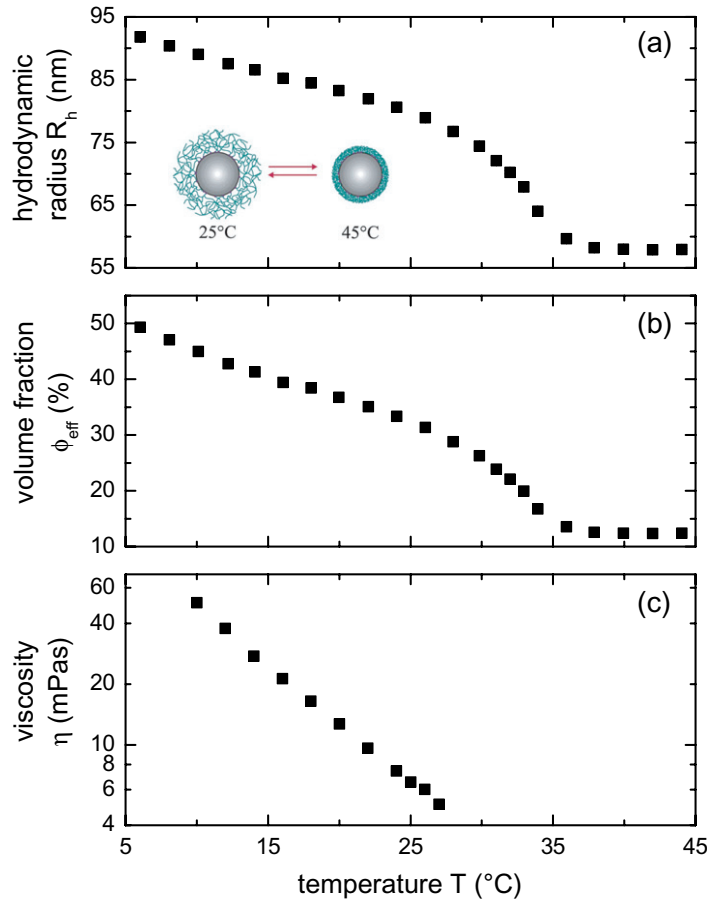 95
85
75
65
55
hydrodynamic
radius R_h (nm)
(a)
25°C
45°C
50
40
30
20
10
volume fraction
ϕ_eff (%)
(b)
60
40
20
10
8
6
4
viscosity
η (mPas)
(c)
5 15 25 35 45
temperature T (°C)